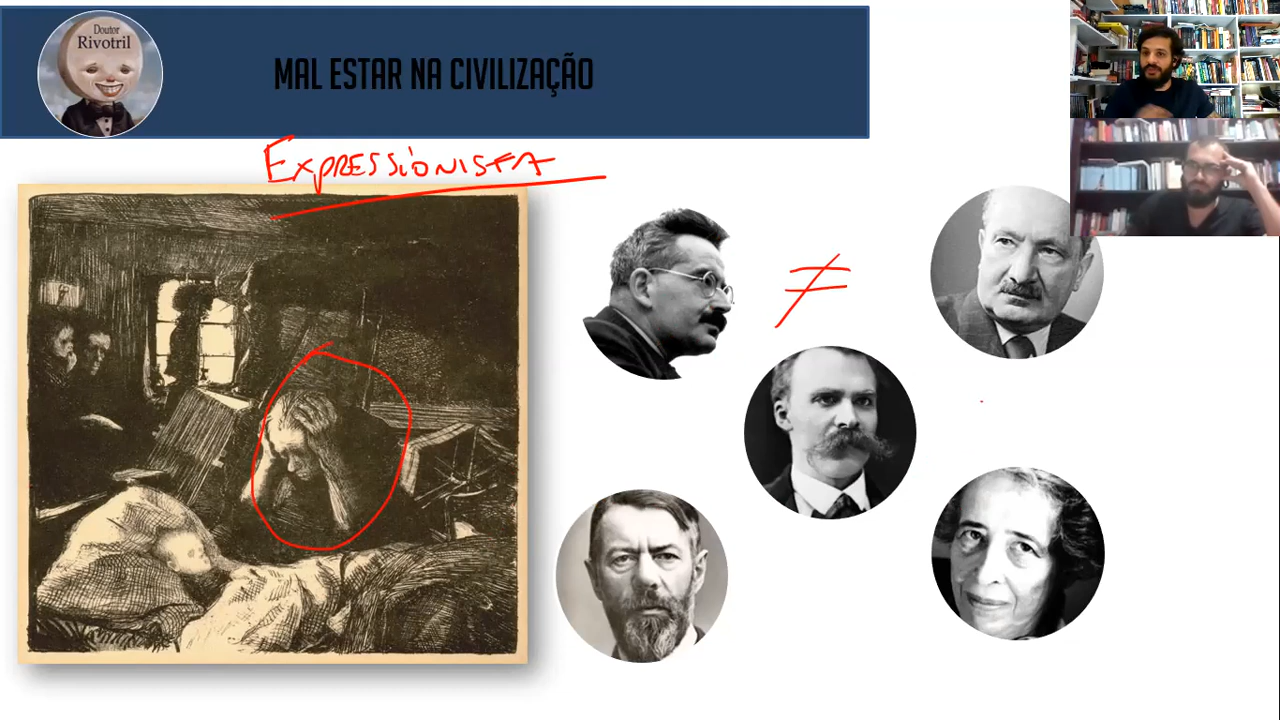 Doutor
Rivotril
MAL ESTAR NA CIVILIZAÇÃO
EXPRESSIONISTA
≠